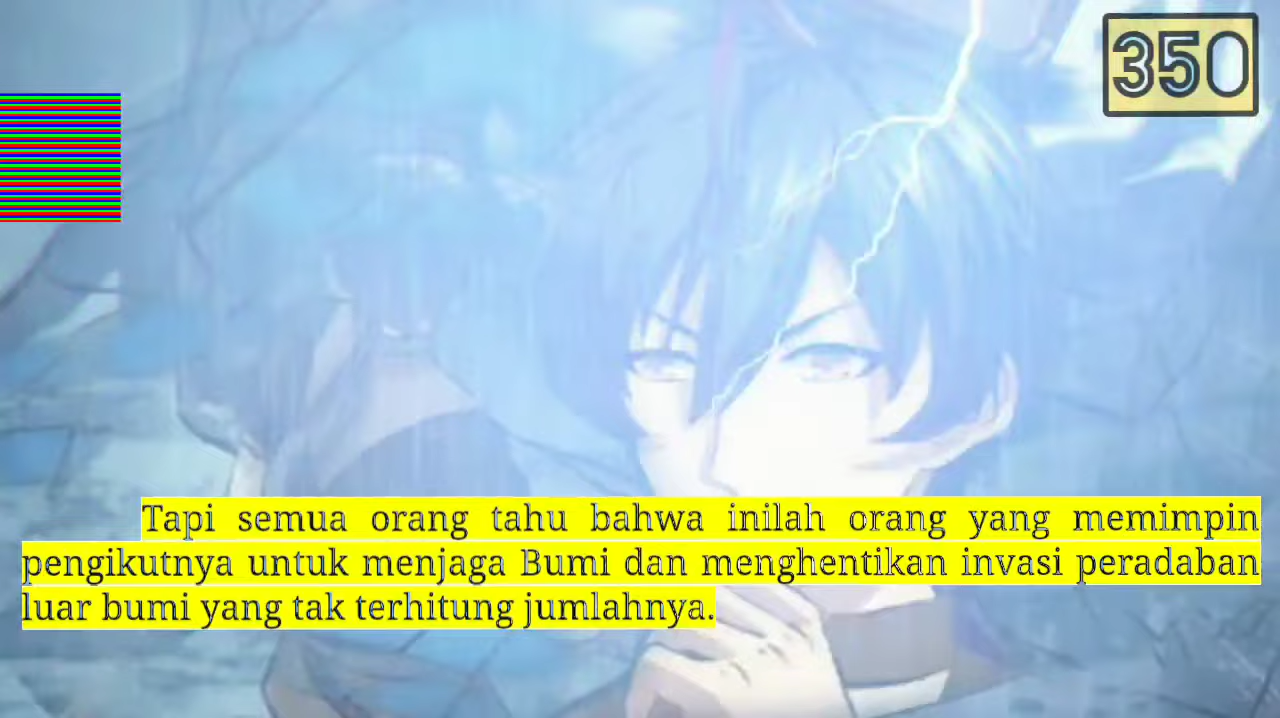 350
Tapi semua orang tahu bahwa inilah orang yang memimpin
pengikutnya untuk menjaga Bumi dan menghentikan invasi peradaban
luar bumi yang tak terhitung jumlahnya.